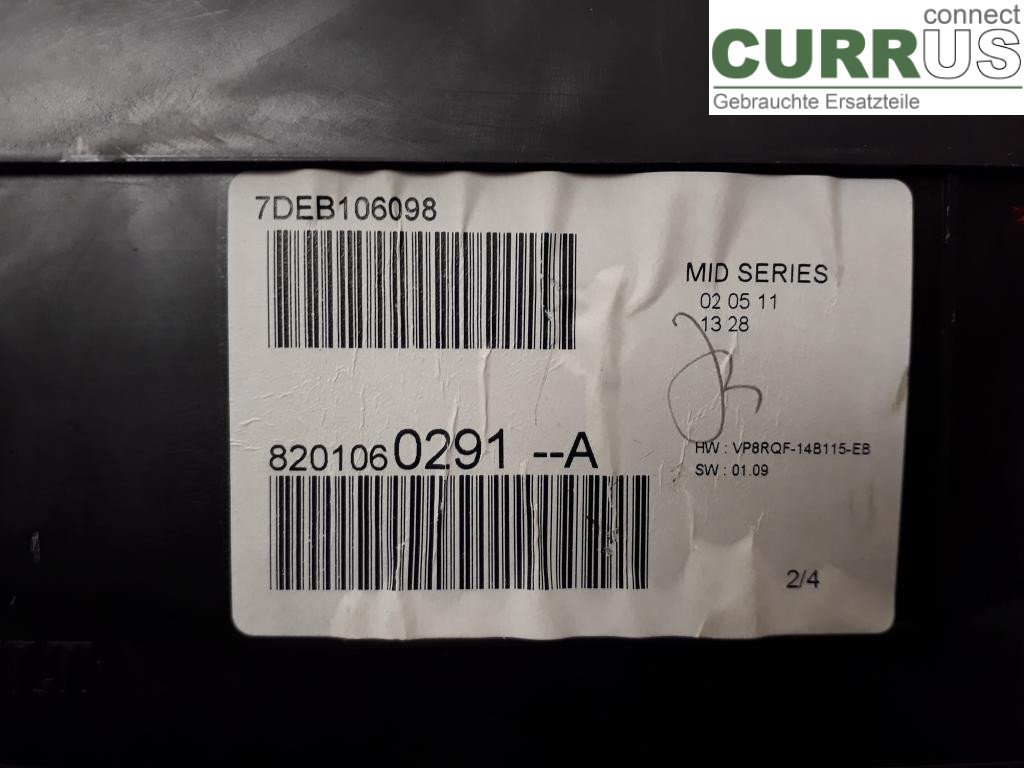 connect
CURRUS
Gebrauchte Ersatzteile
7DEB106098
MID SERIES
02 05 11
13 28
8201060291 --A
HW : VP8RQF-14B115-EB
SW : 01.09
2/4